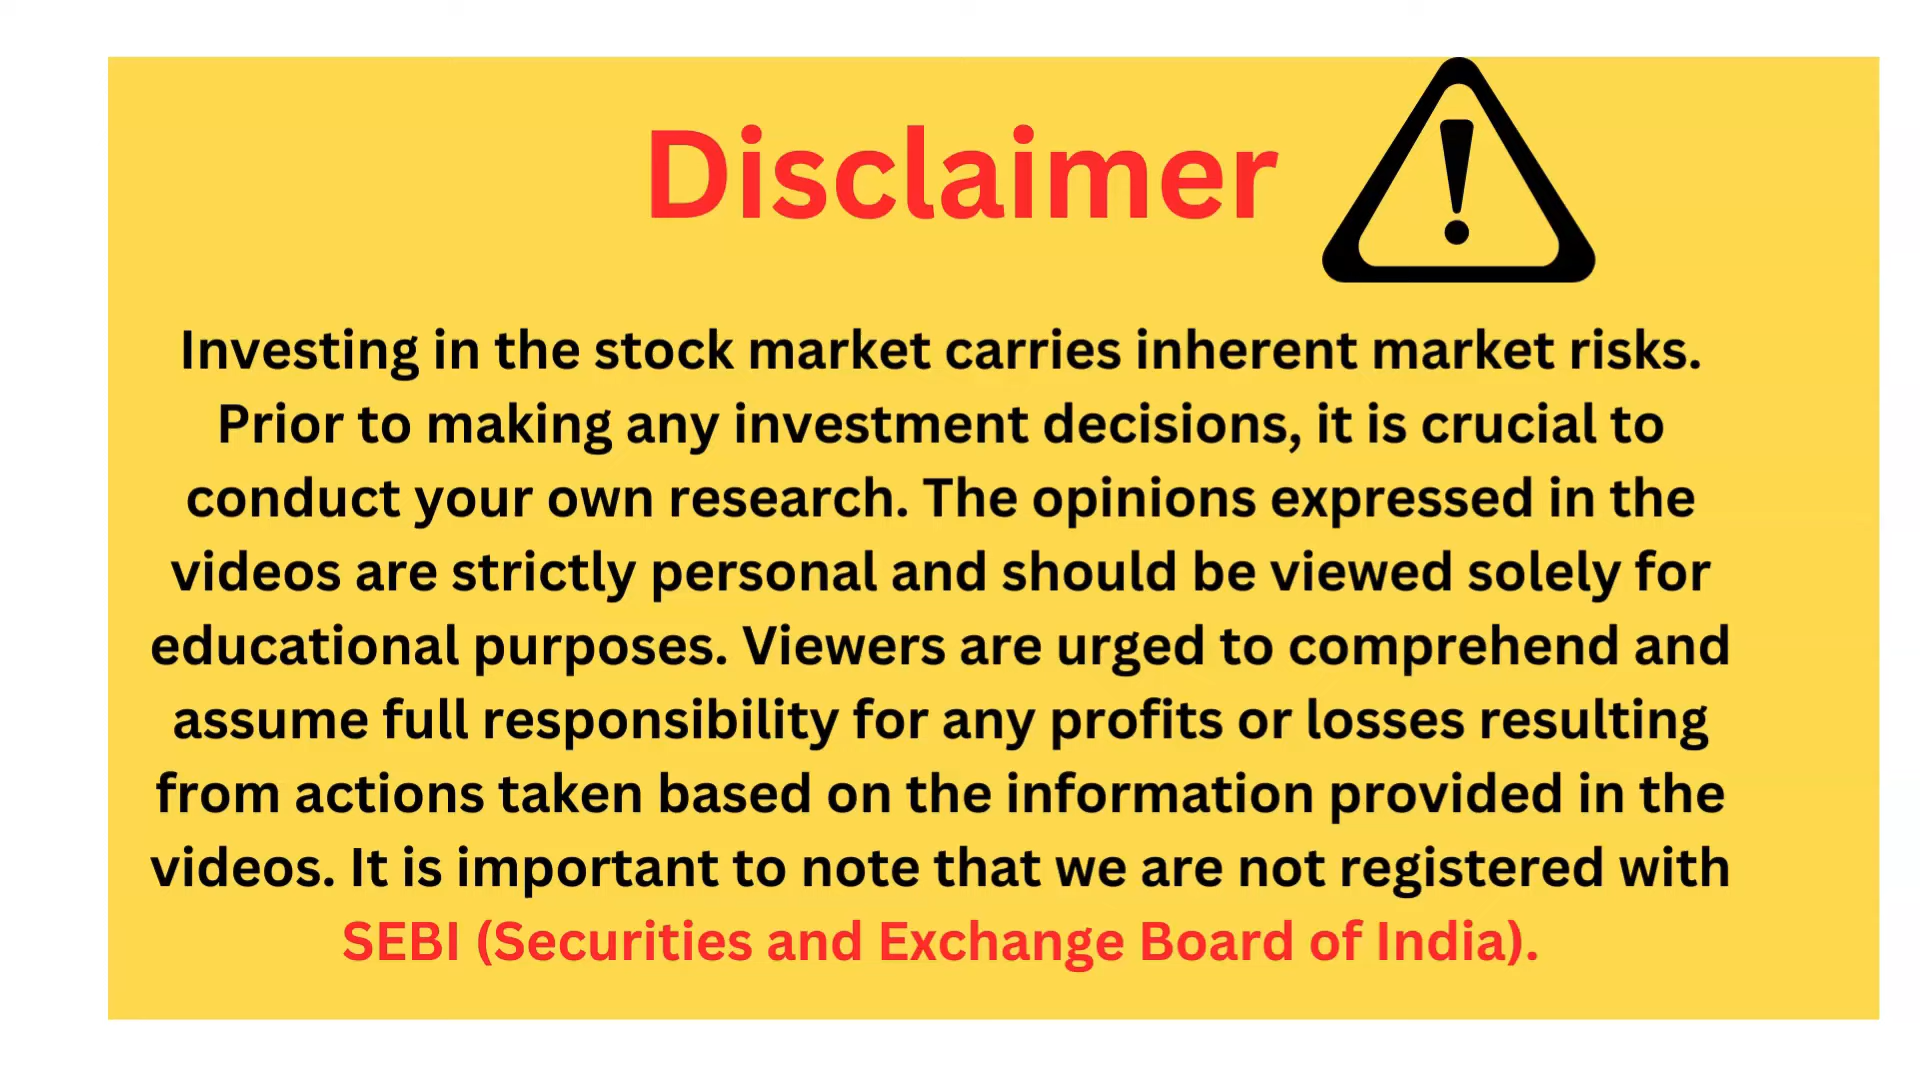 Disclaimer
Investing in the stock market carries inherent market risks.
Prior to making any investment decisions, it is crucial to
conduct your own research. The opinions expressed in the
videos are strictly personal and should be viewed solely for
educational purposes. Viewers are urged to comprehend and
assume full responsibility for any profits or losses resulting
from actions taken based on the information provided in the
videos. It is important to note that we are not registered with
SEBI (Securities and Exchange Board of India).